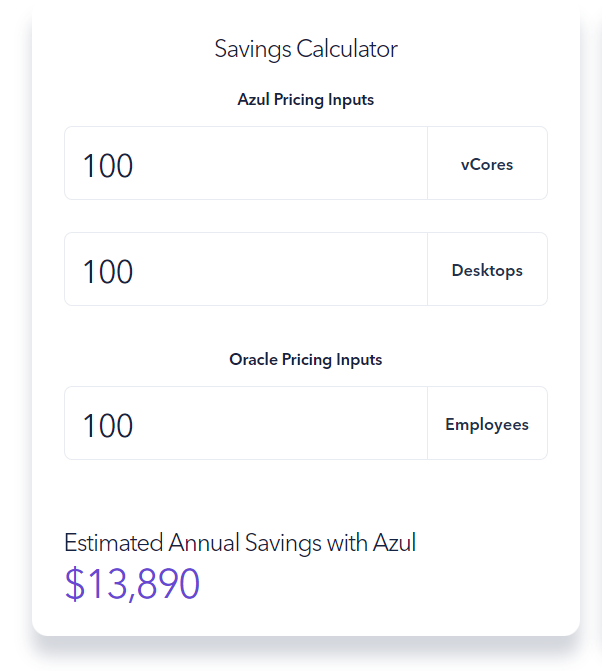 Savings Calculator
Azul Pricing Inputs
100 vCores
100 Desktops
Oracle Pricing Inputs
100 Employees
Estimated Annual Savings with Azul
$13,890